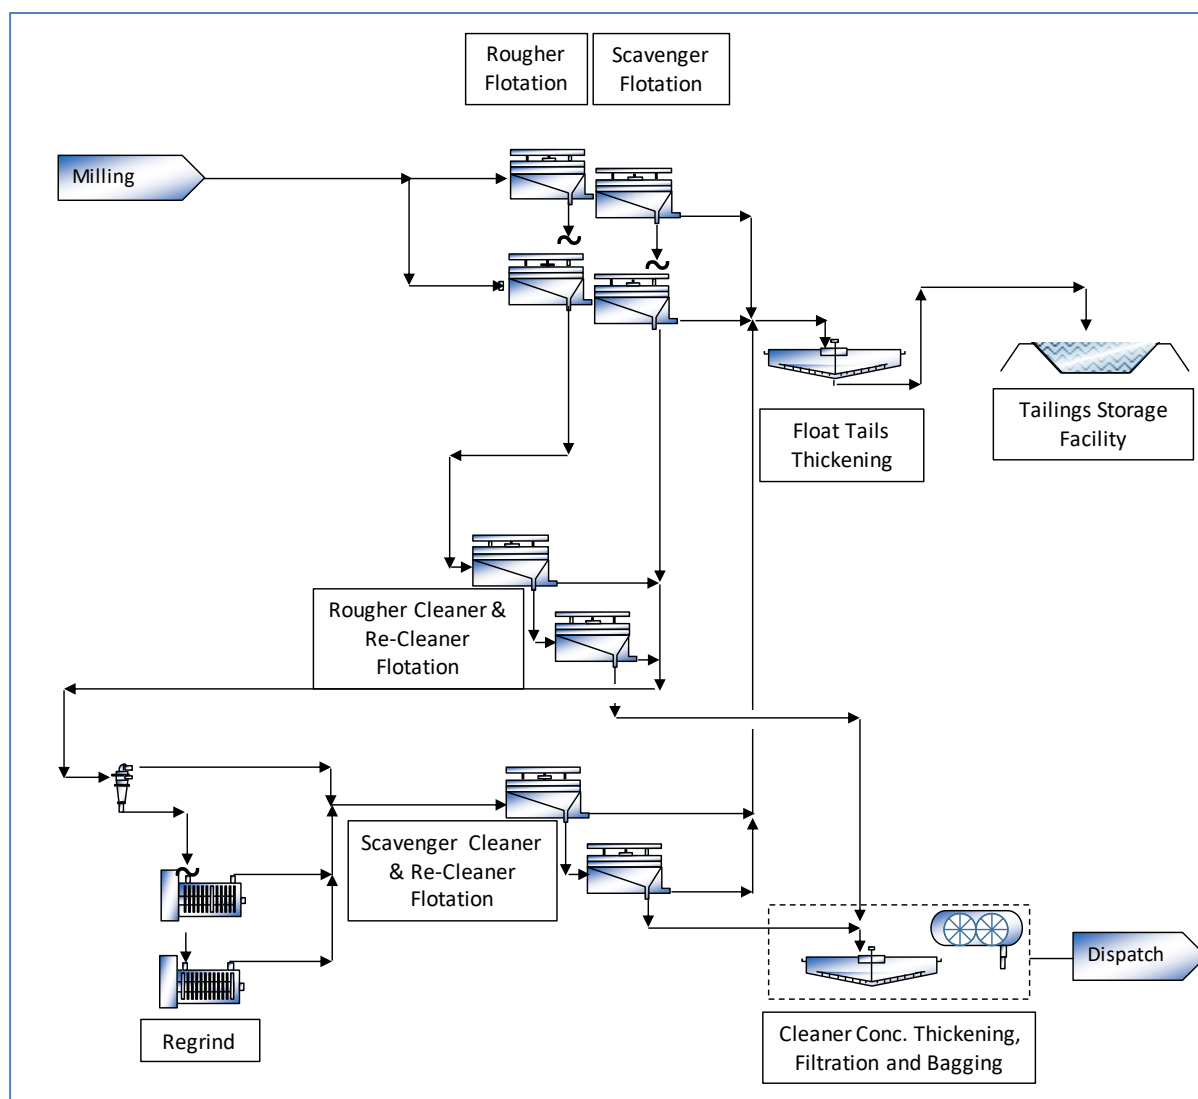 Rougher
Flotation
Scavenger
Flotation
Milling
Float Tails
Thickening
Tailings Storage
Facility
Rougher Cleaner &
Re-Cleaner
Flotation
Scavenger Cleaner
& Re-Cleaner
Flotation
Regrind
Dispatch
Cleaner Conc. Thickening,
Filtration and Bagging